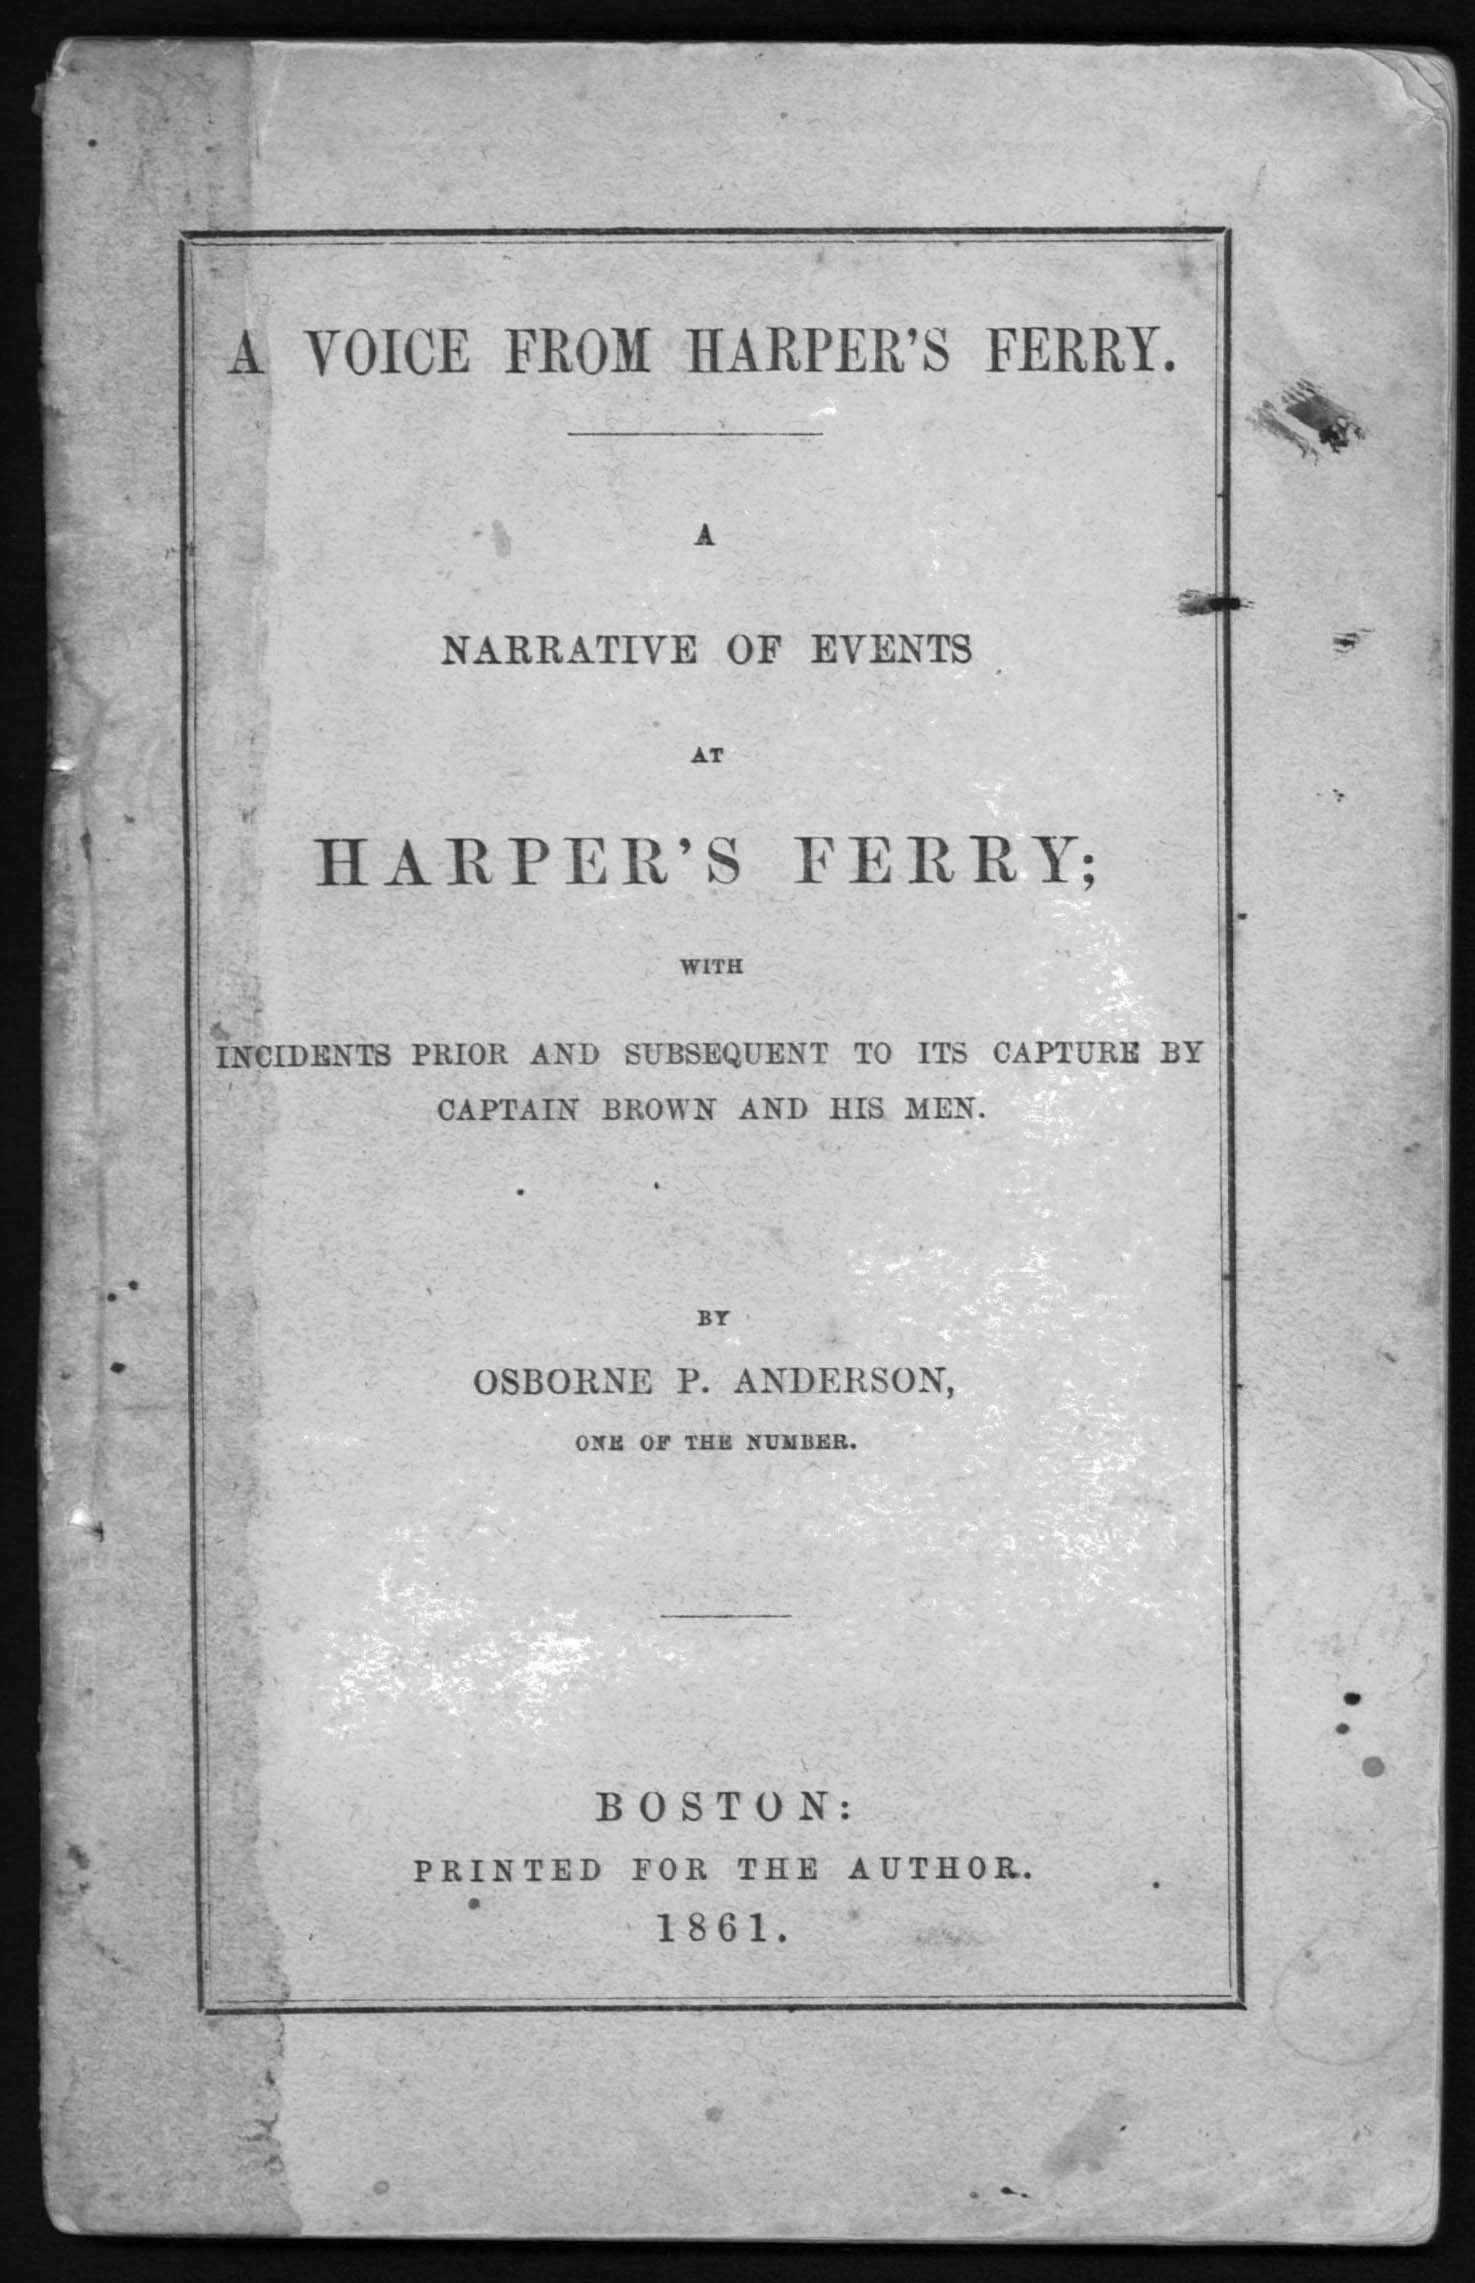 A VOICE FROM HARPER'S FERRY.
A
NARRATIVE OF EVENTS
AT
HARPER'S FERRY;
WITH
INCIDENTS PRIOR AND SUBSEQUENT TO ITS CAPTURE BY
CAPTAIN BROWN AND HIS MEN.
BY
OSBORNE P. ANDERSON,
ONE OF THE NUMBER.
BOSTON:
PRINTED FOR THE AUTHOR.
1861.